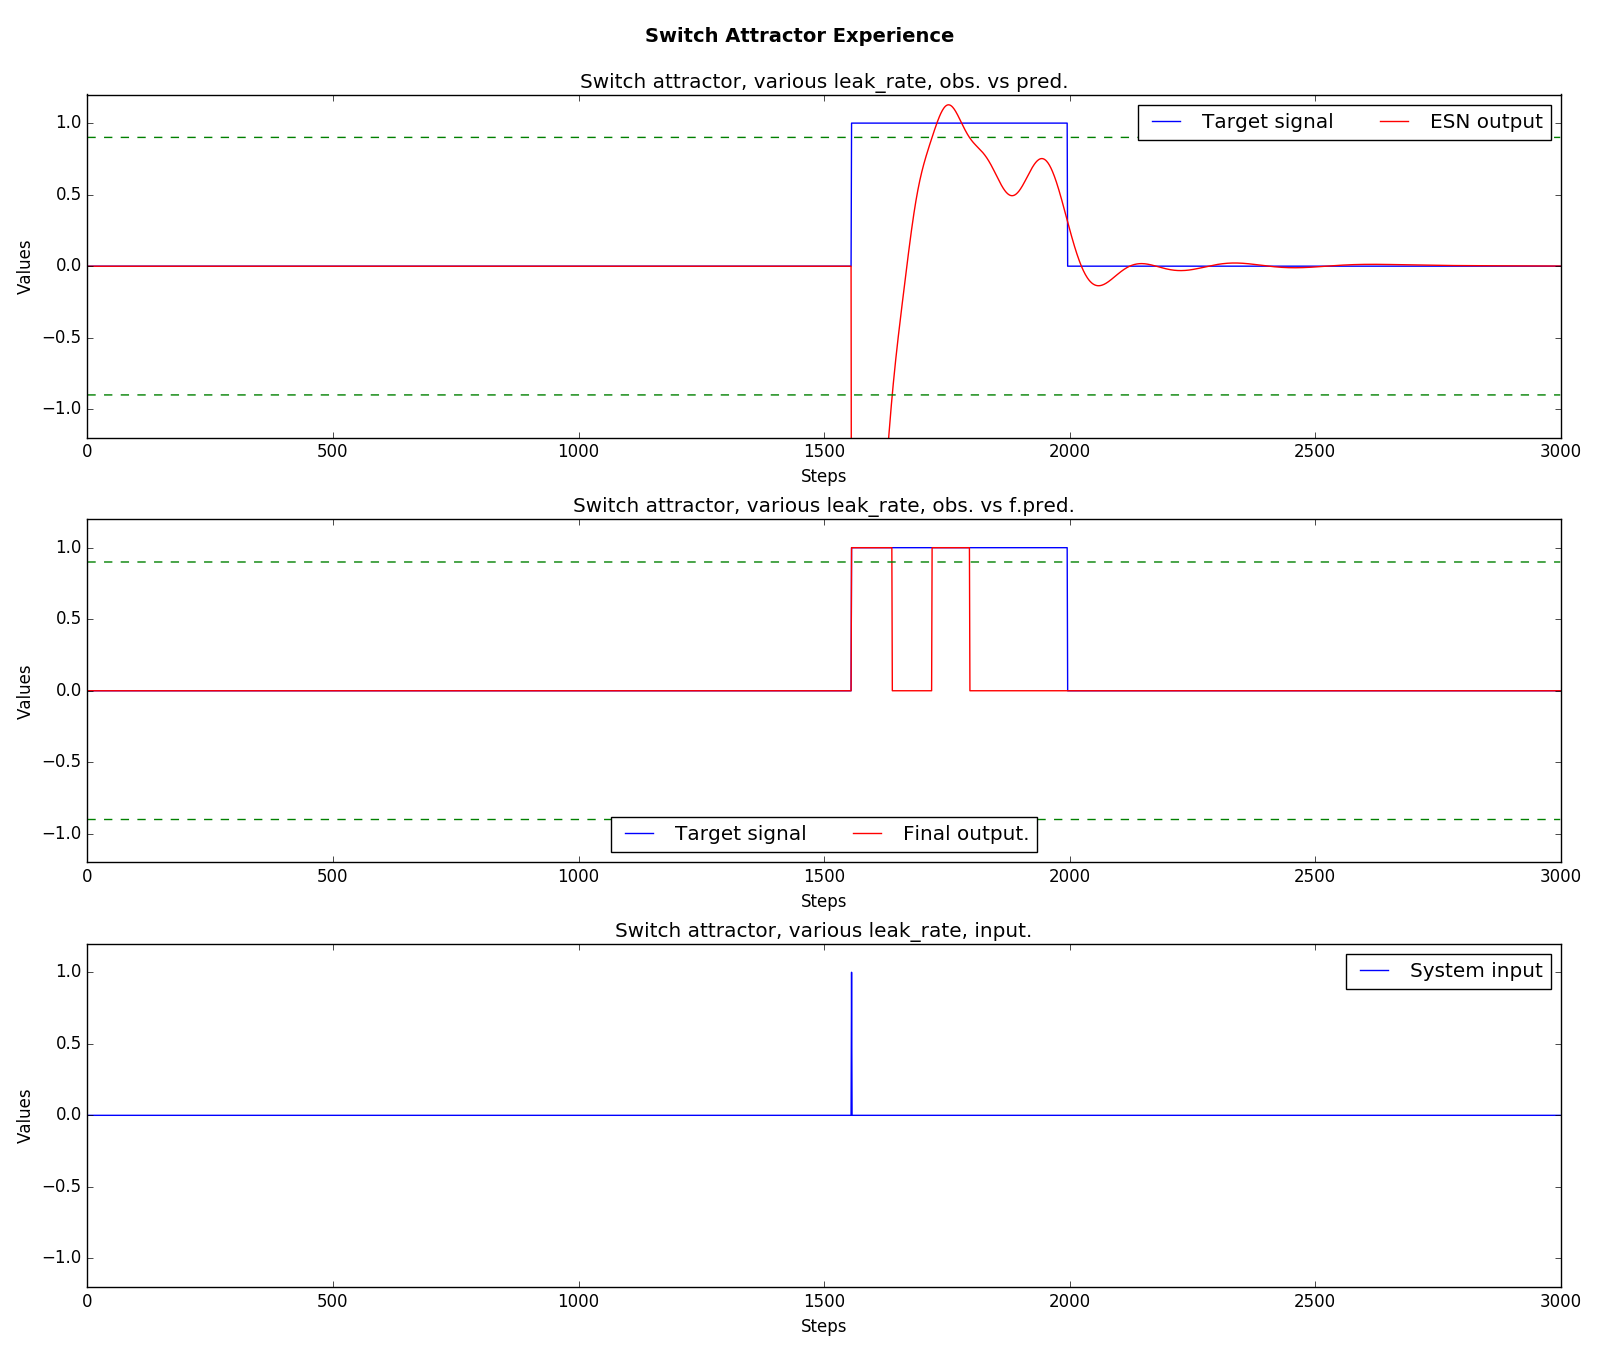 Switch Attractor Experience
Switch attractor, various leak_rate, obs. vs pred.
Target signal ESN output
1.0
0.5
0.0
−0.5
−1.0
Values
0 500 1000 1500 2000 2500 3000
Steps
Switch attractor, various leak_rate, obs. vs f.pred.
1.0
0.5
0.0
−0.5
−1.0
Values
Target signal Final output.
0 500 1000 1500 2000 2500 3000
Steps
Switch attractor, various leak_rate, input.
System input
1.0
0.5
0.0
−0.5
−1.0
Values
0 500 1000 1500 2000 2500 3000
Steps